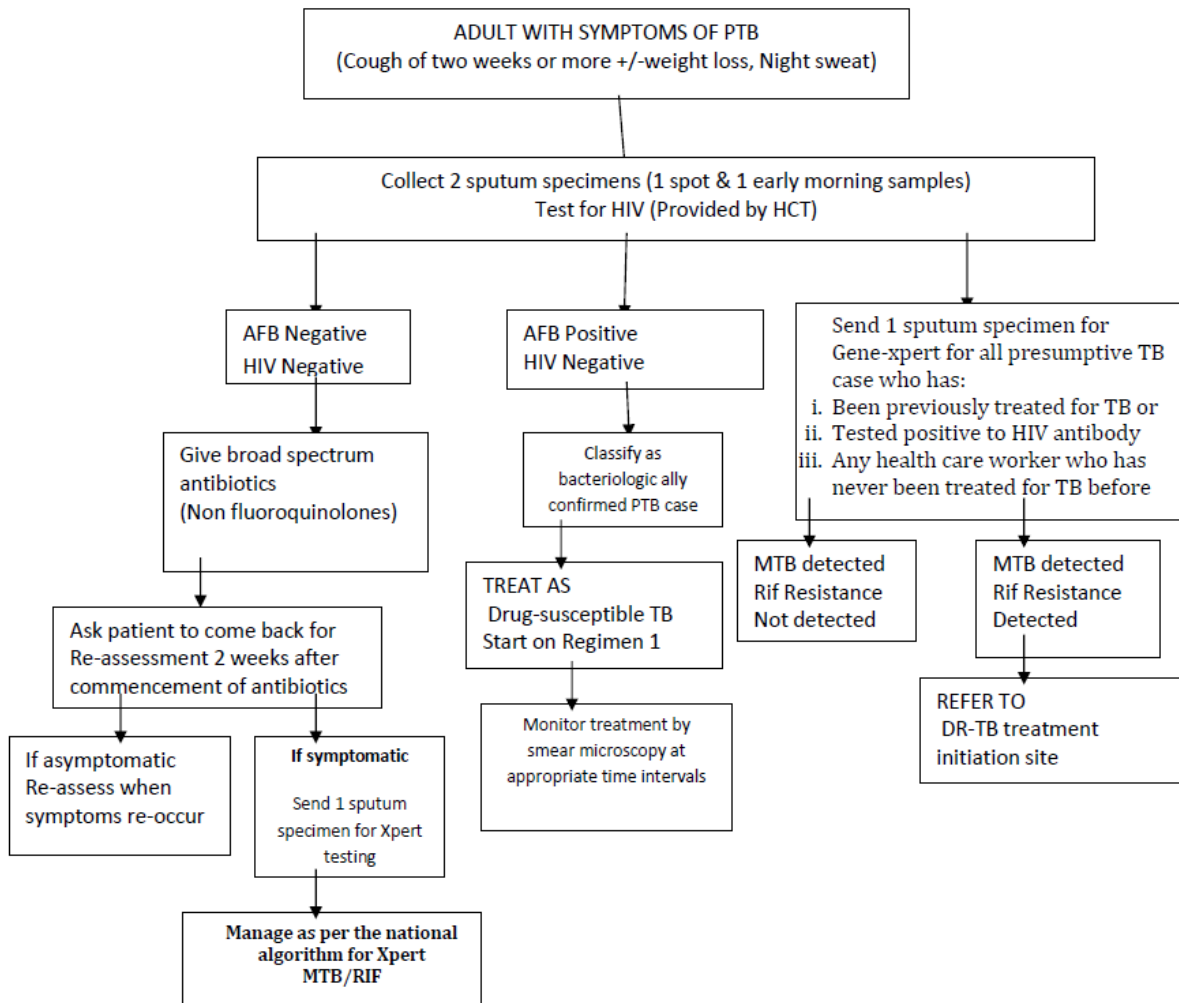 ADULT WITH SYMPTOMS OF PTB
(Cough of two weeks or more +/-weight loss, Night sweat)
Collect 2 sputum specimens (1 spot & 1 early morning samples)
Test for HIV (Provided by HCT)
AFB Negative
HIV Negative
AFB Positive
HIV Negative
Send 1 sputum specimen for
Gene-xpert for all presumptive TB
case who has:
i. Been previously treated for TB or
ii. Tested positive to HIV antibody
iii. Any health care worker who has
never been treated for TB before
Give broad spectrum
antibiotics
(Non fluoroquinolones)
Classify as
bacteriologic ally
confirmed PTB case
MTB detected
Rif Resistance
Not detected
MTB detected
Rif Resistance
Detected
TREAT AS
Drug-susceptible TB
Start on Regimen 1
Ask patient to come back for
Re-assessment 2 weeks after
commencement of antibiotics
REFER TO
DR-TB treatment
initiation site
Monitor treatment by
smear microscopy at
appropriate time intervals
If asymptomatic
Re-assess when
symptoms re-occur
If symptomatic
Send 1 sputum
specimen for Xpert
testing
Manage as per the national
algorithm for Xpert
MTB/RIF